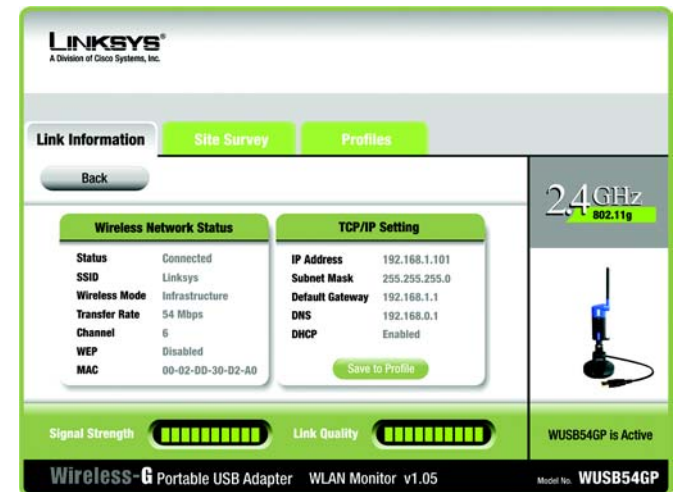 LINKSYS®
A Division of Cisco Systems, Inc.
Link Information
Site Survey
Profiles
Back
2.4 GHz
802.11g
Wireless Network Status
Status Connected
SSID Linksys
Wireless Mode Infrastructure
Transfer Rate 54 Mbps
Channel 6
WEP Disabled
MAC 00-02-DD-30-D2-A0
TCP/IP Setting
IP Address 192.168.1.101
Subnet Mask 255.255.255.0
Default Gateway 192.168.1.1
DNS 192.168.0.1
DHCP Enabled
Save to Profile
Signal Strength
Link Quality
WUSB54GP is Active
Wireless-G Portable USB Adapter WLAN Monitor v1.05
Model No. WUSB54GP